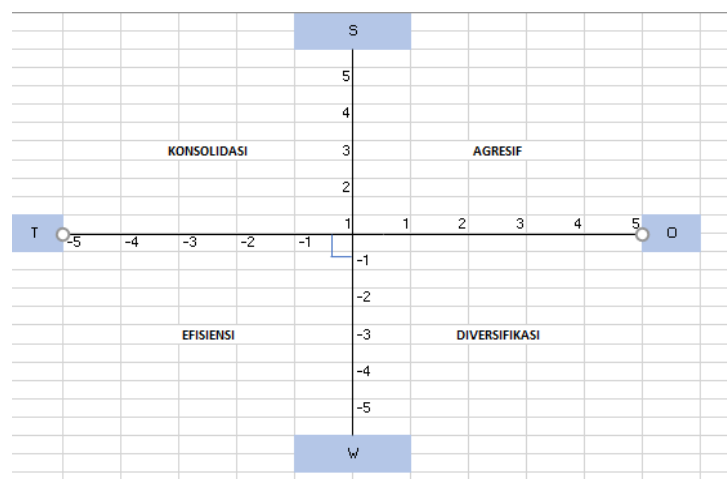 S
5
4
KONSOLIDASI 3 AGRESIF
2
1 1 2 3 4 5
T O
-5 -4 -3 -2 -1
-1
-2
EFISIENSI -3 DIVERSIFIKASI
-4
-5
W